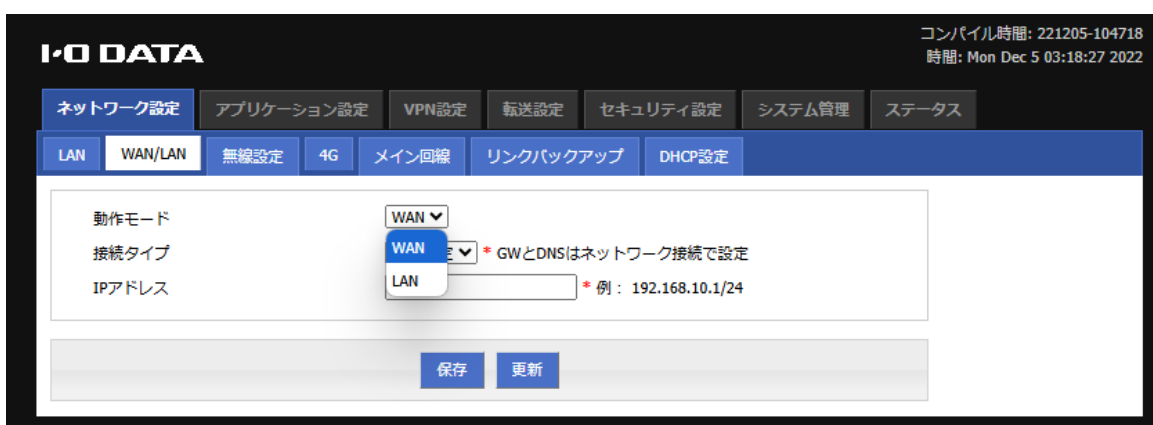 コンパイル時間: 221205-104718
I-O DATA
時間: Mon Dec 5 03:18:27 2022
ネットワーク設定 アプリケーション設定 VPN設定 転送設定 セキュリティ設定 システム管理 ステータス
LAN WAN/LAN 無線設定 4G メイン回線 リンクバックアップ DHCP設定
動作モード WAN
接続タイプ * GWとDNSはネットワーク接続で設定
WAN
LAN
IPアドレス * 例： 192.168.10.1/24
保存 更新